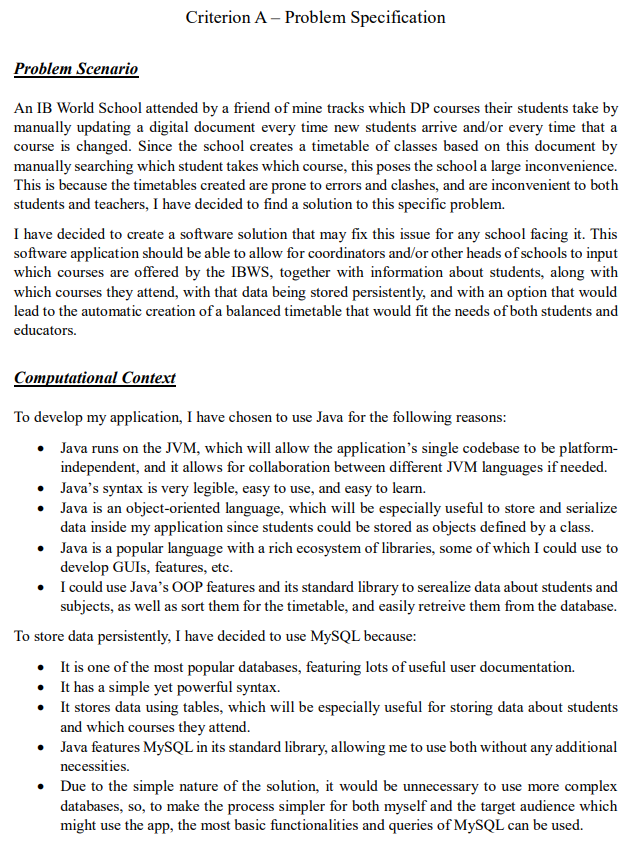 Criterion A – Problem Specification
Problem Scenario
An IB World School attended by a friend of mine tracks which DP courses their students take by
manually updating a digital document every time new students arrive and/or every time that a
course is changed. Since the school creates a timetable of classes based on this document by
manually searching which student takes which course, this poses the school a large inconvenience.
This is because the timetables created are prone to errors and clashes, and are inconvenient to both
students and teachers, I have decided to find a solution to this specific problem.
I have decided to create a software solution that may fix this issue for any school facing it. This
software application should be able to allow for coordinators and/or other heads of schools to input
which courses are offered by the IBWS, together with information about students, along with
which courses they attend, with that data being stored persistently, and with an option that would
lead to the automatic creation of a balanced timetable that would fit the needs of both students and
educators.
Computational Context
To develop my application, I have chosen to use Java for the following reasons:
• Java runs on the JVM, which will allow the application’s single codebase to be platform-
independent, and it allows for collaboration between different JVM languages if needed.
• Java’s syntax is very legible, easy to use, and easy to learn.
• Java is an object-oriented language, which will be especially useful to store and serialize
data inside my application since students could be stored as objects defined by a class.
• Java is a popular language with a rich ecosystem of libraries, some of which I could use to
develop GUIs, features, etc.
• I could use Java’s OOP features and its standard library to serealize data about students and
subjects, as well as sort them for the timetable, and easily retreive them from the database.
To store data persistently, I have decided to use MySQL because:
• It is one of the most popular databases, featuring lots of useful user documentation.
• It has a simple yet powerful syntax.
• It stores data using tables, which will be especially useful for storing data about students
and which courses they attend.
• Java features MySQL in its standard library, allowing me to use both without any additional
necessities.
• Due to the simple nature of the solution, it would be unnecessary to use more complex
databases, so, to make the process simpler for both myself and the target audience which
might use the app, the most basic functionalities and queries of MySQL can be used.